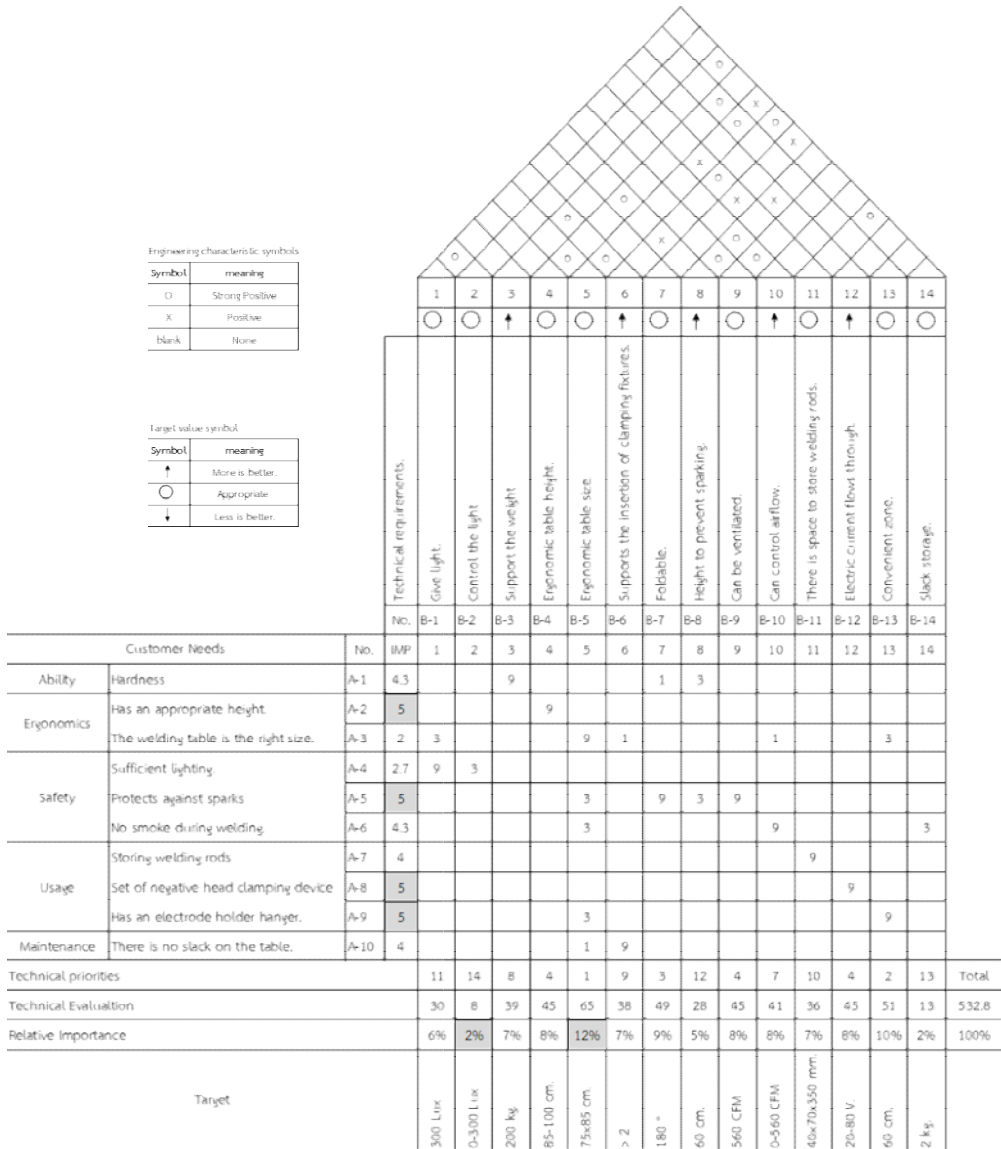 Engineering characteristic symbols
Symbol meaning
O Strong Positive
X Positive
blank None
Target value symbol
Symbol meaning
↑ More is better.
○ Appropriate
↓ Less is better.
1 2 3 4 5 6 7 8 9 10 11 12 13 14
Technical requirements.
Give light.
Control the light
Support the weight
Ergonomic table height.
Ergonomic table size
Supports the insertion of clamping fixtures.
Foldable.
Height to prevent sparking.
Can be ventilated.
Can control airflow.
There is space to store welding rods.
Electric current flows through.
Convenient zone.
Slack storage.
No. B-1 B-2 B-3 B-4 B-5 B-6 B-7 B-8 B-9 B-10 B-11 B-12 B-13 B-14
Customer Needs No. IMP 1 2 3 4 5 6 7 8 9 10 11 12 13 14
Ability Hardness A-1 4.3 9 1 3
Ergonomics
Has an appropriate height. A-2 5 9
The welding table is the right size. A-3 2 3 9 1 1 3
Sufficient lighting A-4 2.7 9 3
Safety Protects against sparks A-5 5 3 9 3 9
No smoke during welding A-6 4.3 3 9 3
Storing welding rods A-7 4 9
Usage Set of negative head clamping device A-8 5 9
Has an electrode holder hanger. A-9 5 3 9
Maintenance There is no slack on the table. A-10 4 1 9
Technical priorities 11 14 8 4 1 9 3 12 4 7 10 4 2 13 Total
Technical Evalualtion 30 8 39 45 65 38 49 28 45 41 36 45 51 13 532.8
Relative Importance 6% 2% 7% 8% 12% 7% 9% 5% 8% 8% 7% 8% 10% 2% 100%
Target
300 Lux
0-300 Lux
200 kg.
85-100 cm.
75x85 cm.
> 2
180 °
60 cm.
560 CFM
0-560 CFM
40x70x350 mm.
20-80 V.
60 cm.
2 kg.